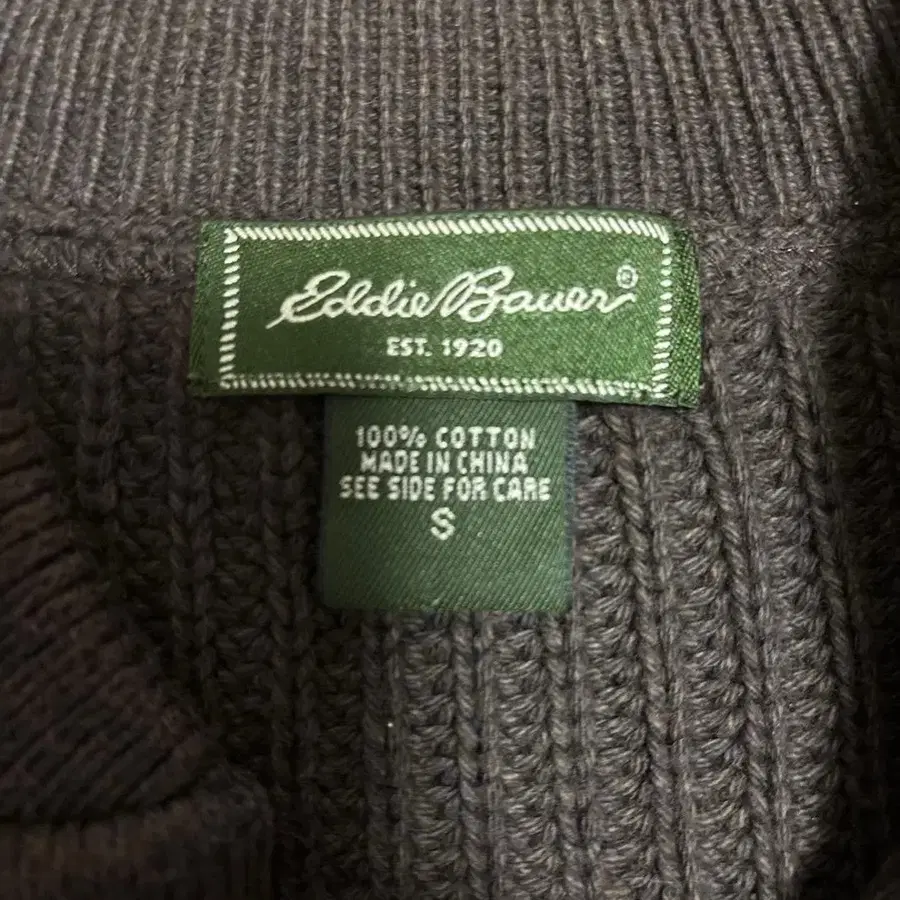 Eddie Bauer®
EST. 1920
100% COTTON
MADE IN CHINA
SEE SIDE FOR CARE
S